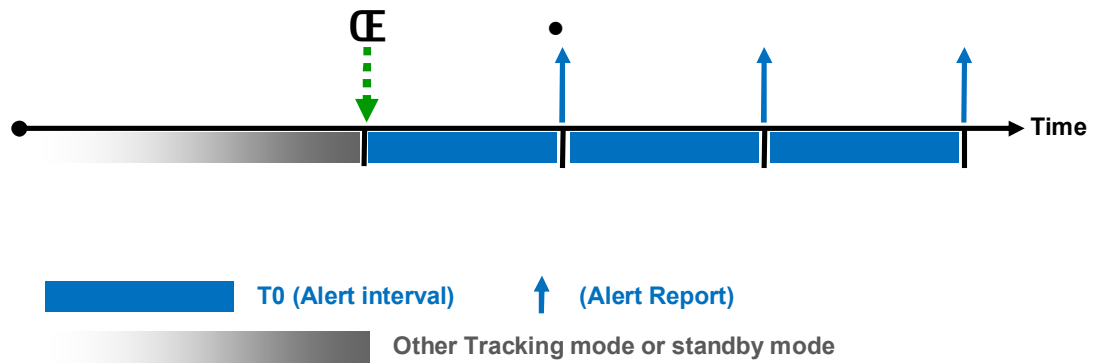 Œ •
Time
T0 (Alert interval) (Alert Report)
Other Tracking mode or standby mode